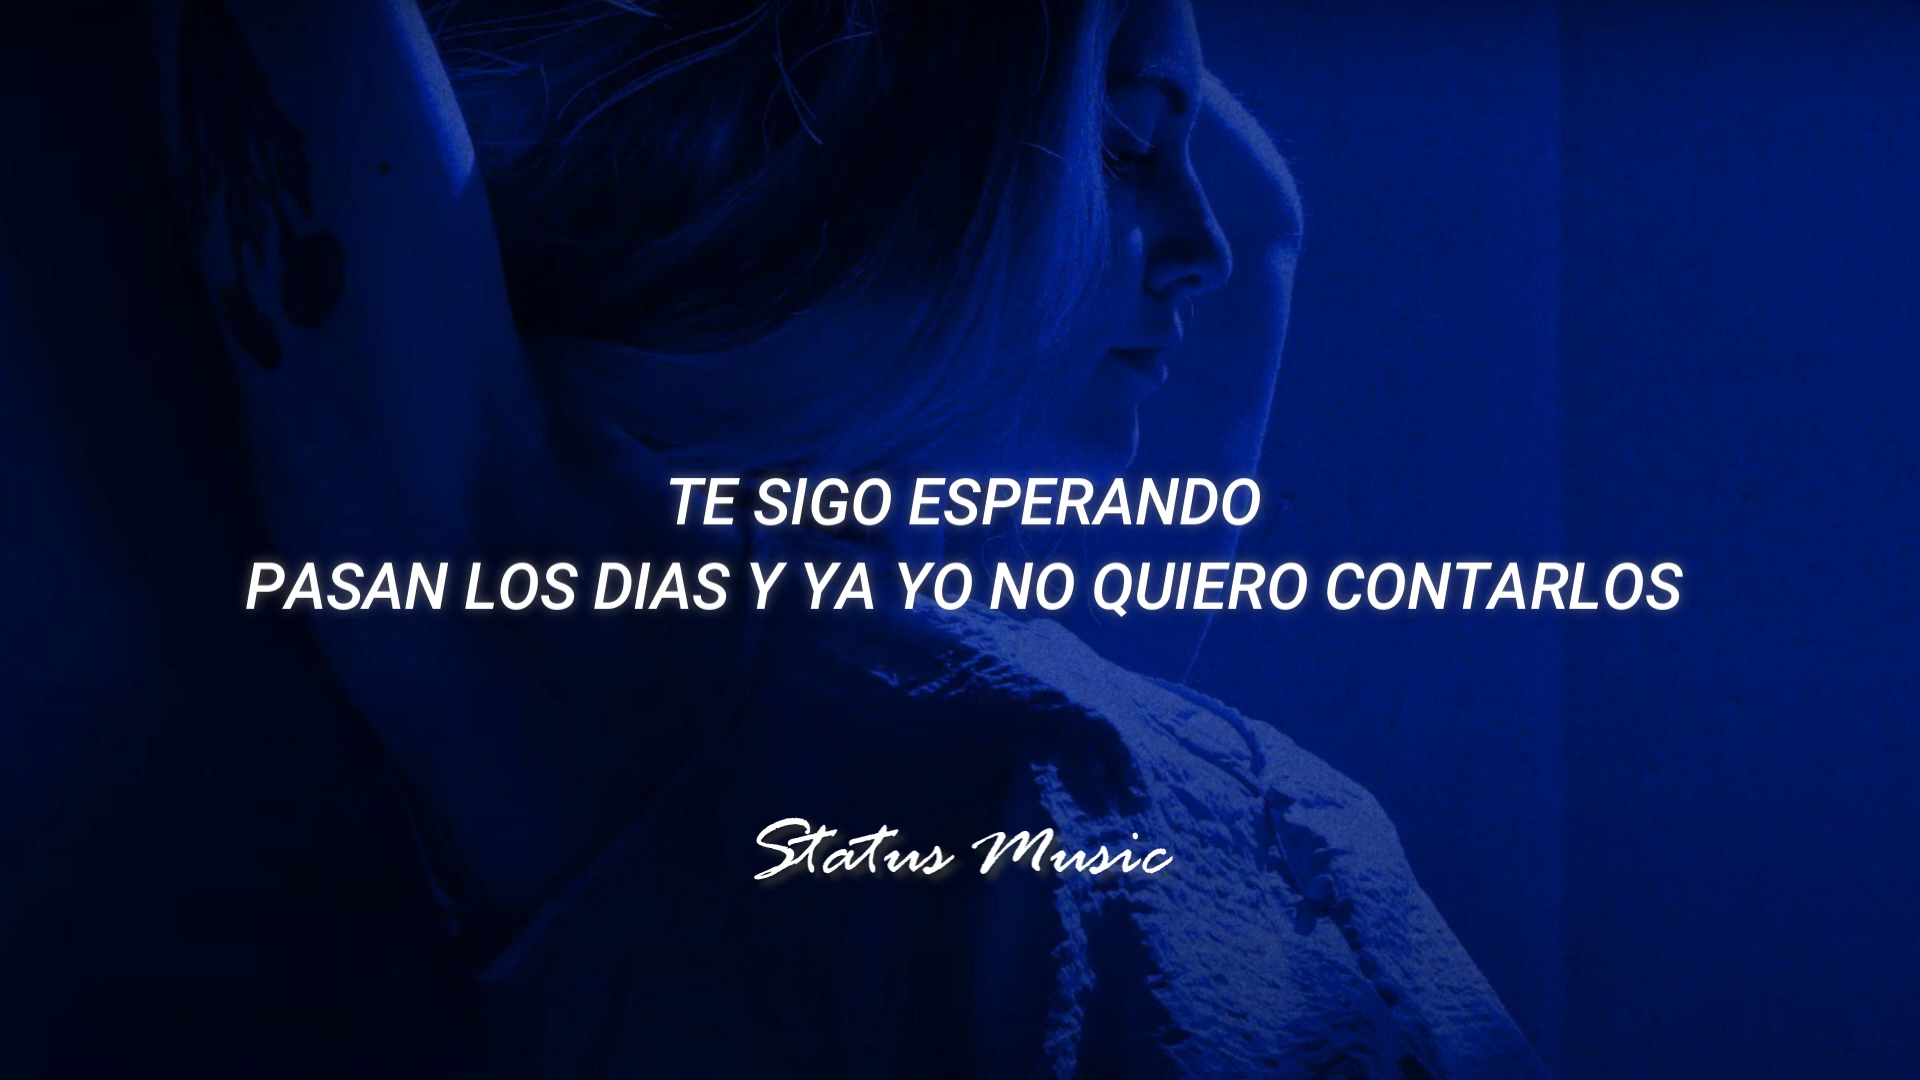 TE SIGO ESPERANDO
PASAN LOS DIAS Y YA YO NO QUIERO CONTARLOS
Status Music